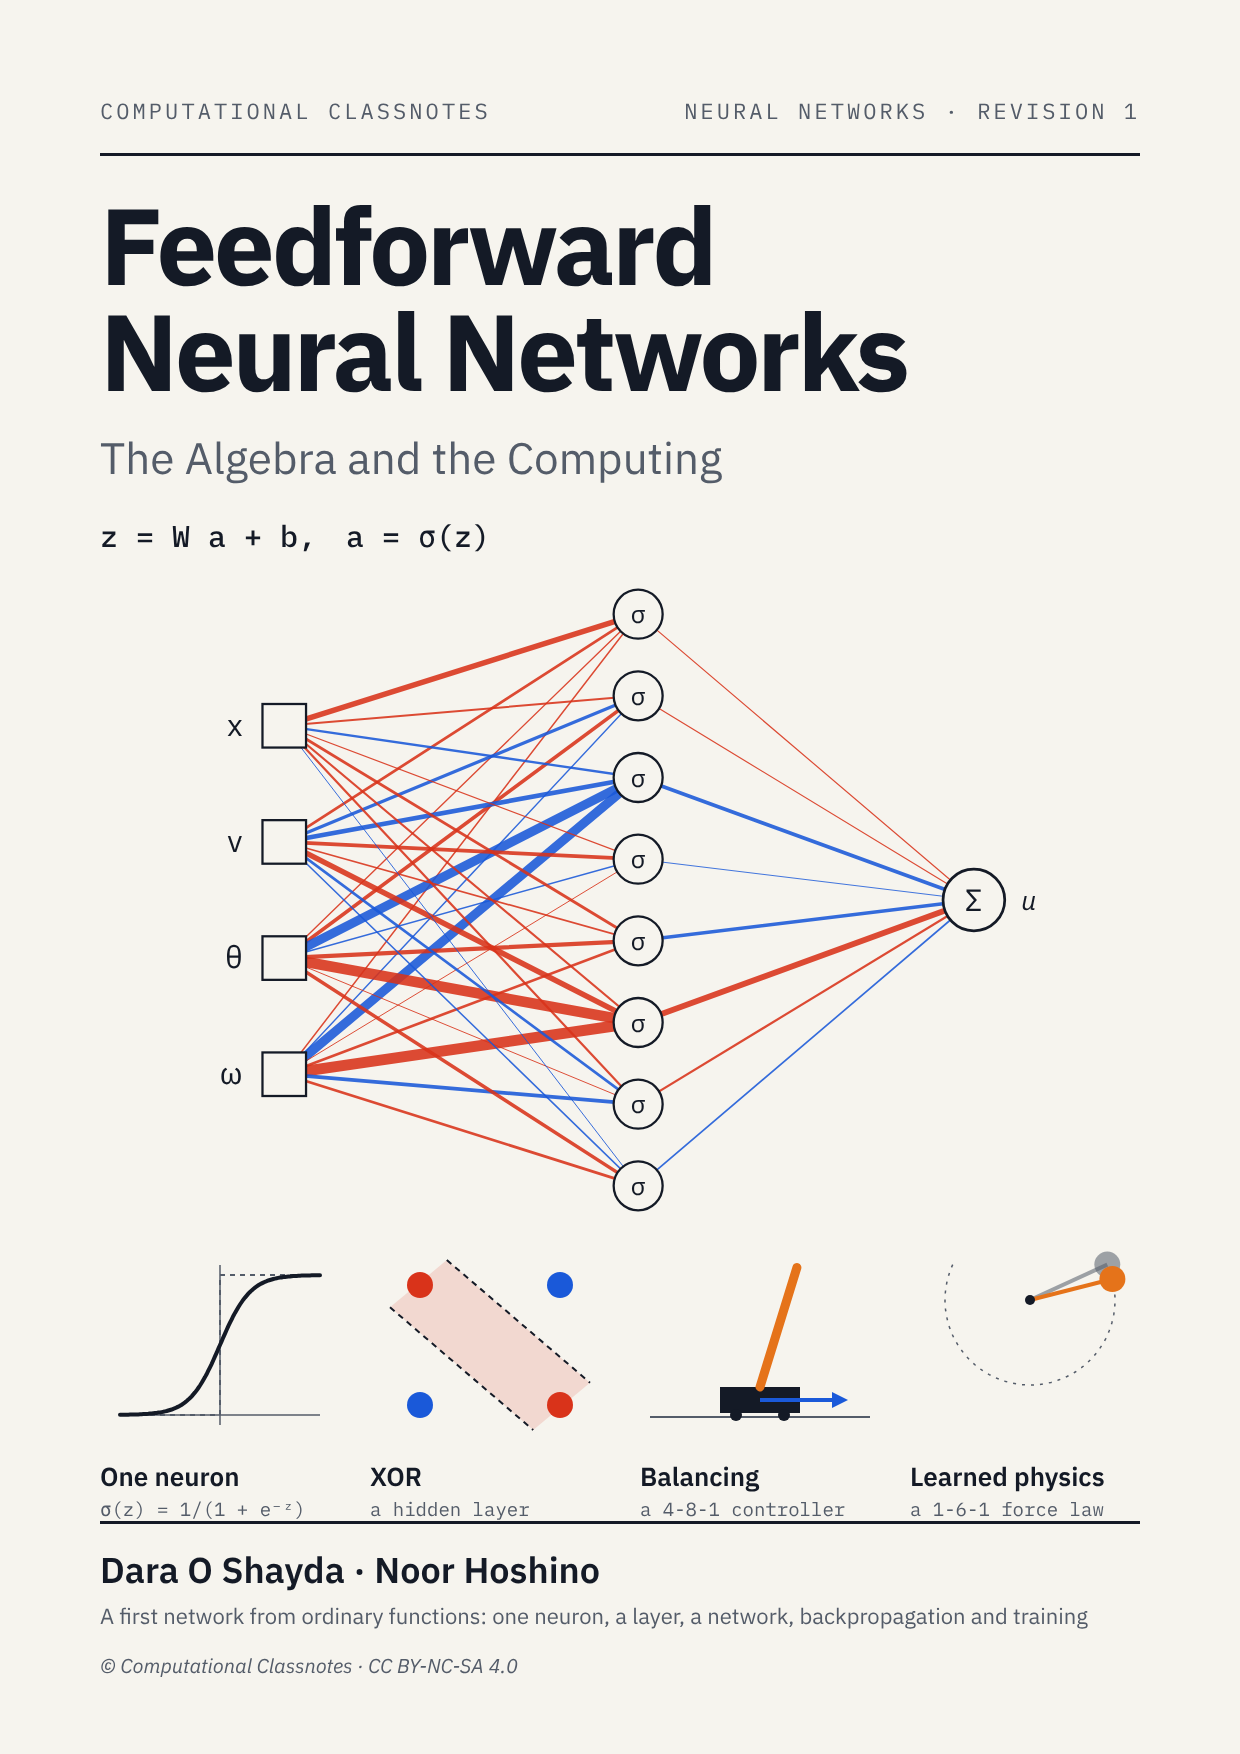 COMPUTATIONAL CLASSNOTES
NEURAL NETWORKS · REVISION 1
Feedforward
Neural Networks
The Algebra and the Computing
z = W a + b, a = σ(z)
σ
σ
x
σ
v
σ
Σ
u
σ
θ
σ
ω
σ
σ
One neuron
σ(z) = 1/(1 + e⁻ᶻ)
XOR
a hidden layer
Balancing
a 4-8-1 controller
Learned physics
a 1-6-1 force law
Dara O Shayda · Noor Hoshino
A first network from ordinary functions: one neuron, a layer, a network, backpropagation and training
© Computational Classnotes · CC BY-NC-SA 4.0